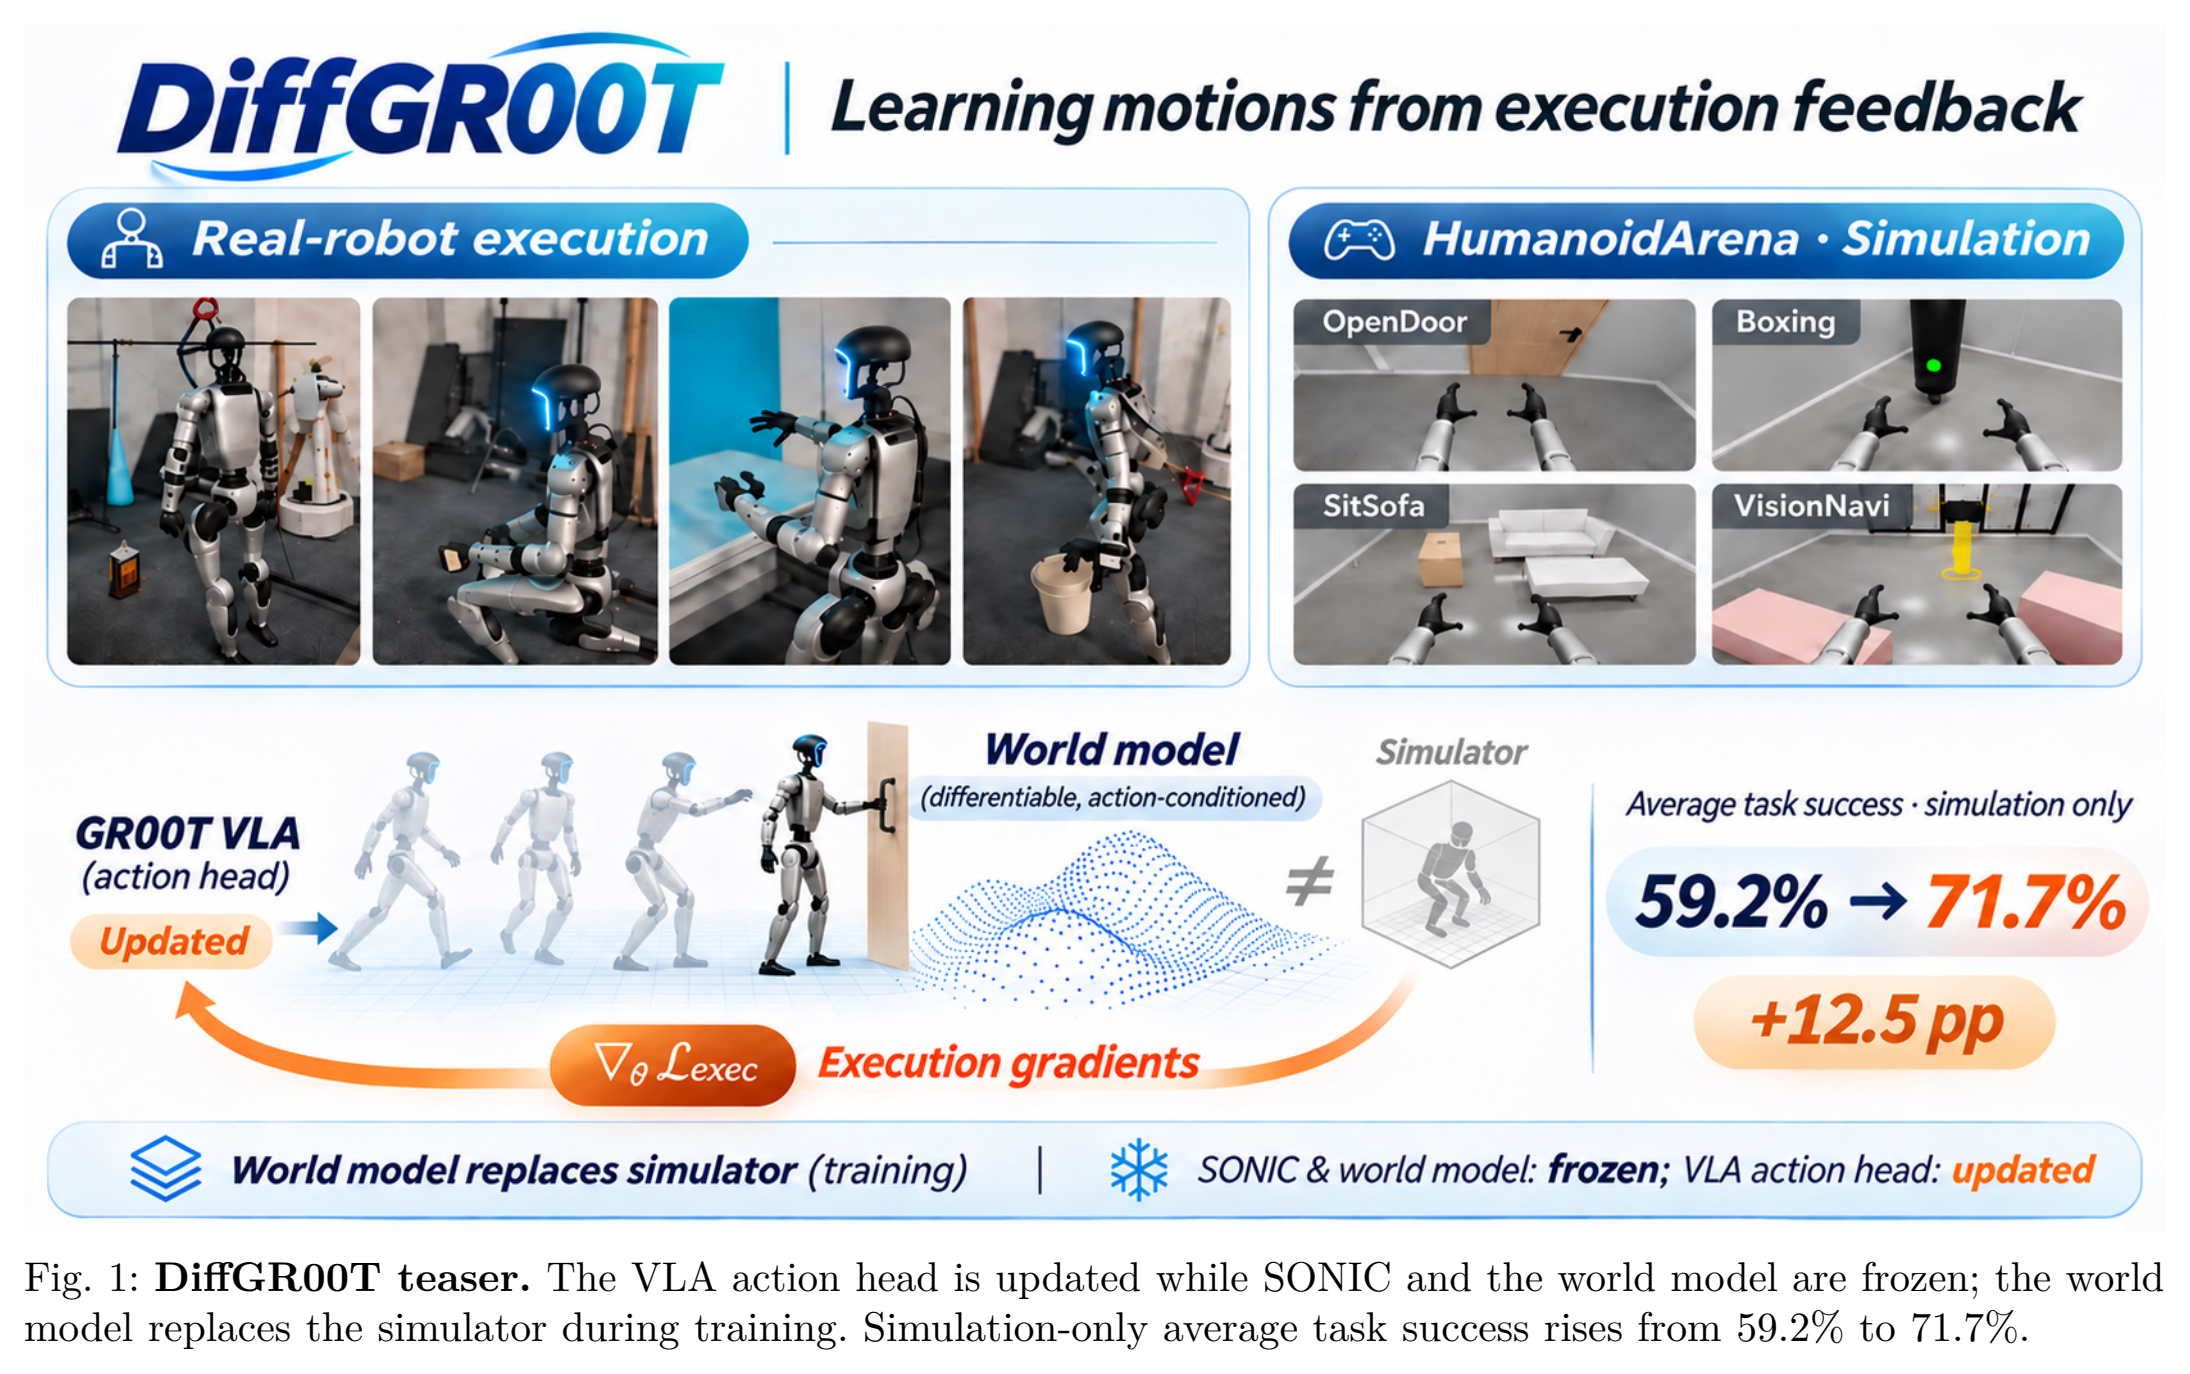 DiffGR00T
Learning motions from execution feedback
Real-robot execution
HumanoidArena · Simulation
OpenDoor
Boxing
SitSofa
VisionNavi
GR00T VLA
(action head)
Updated
World model
(differentiable, action-conditioned)
≠
Simulator
∇θ ℒexec
Execution gradients
Average task success · simulation only
59.2% → 71.7%
+12.5 pp
World model replaces simulator (training)
SONIC & world model: frozen; VLA action head: updated
Fig. 1: DiffGR00T teaser. The VLA action head is updated while SONIC and the world model are frozen; the world
model replaces the simulator during training. Simulation-only average task success rises from 59.2% to 71.7%.